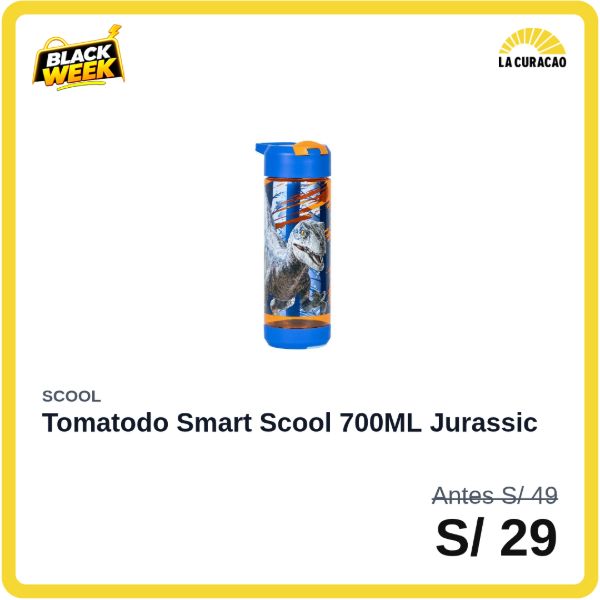 BLACK
WEEK
LA CURACAO
SCOOL
Tomatodo Smart Scool 700ML Jurassic
Antes S/ 49
S/ 29